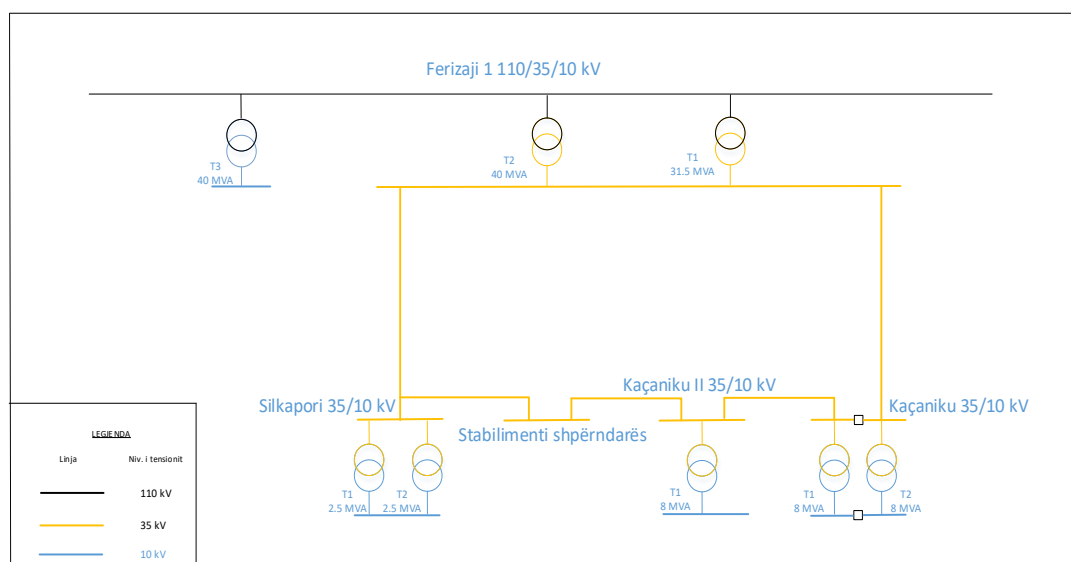 Ferizaji 1 110/35/10 kV
T3
40 MVA
T2
40 MVA
T1
31.5 MVA
Silkapori 35/10 kV
Stabilimenti shpërndarës
Kaçaniku II 35/10 kV
Kaçaniku 35/10 kV
T1
2.5 MVA
T2
2.5 MVA
T1
8 MVA
T1
8 MVA
T2
8 MVA
LEGJENDA
Linja Niv. i tensionit
110 kV
35 kV
10 kV